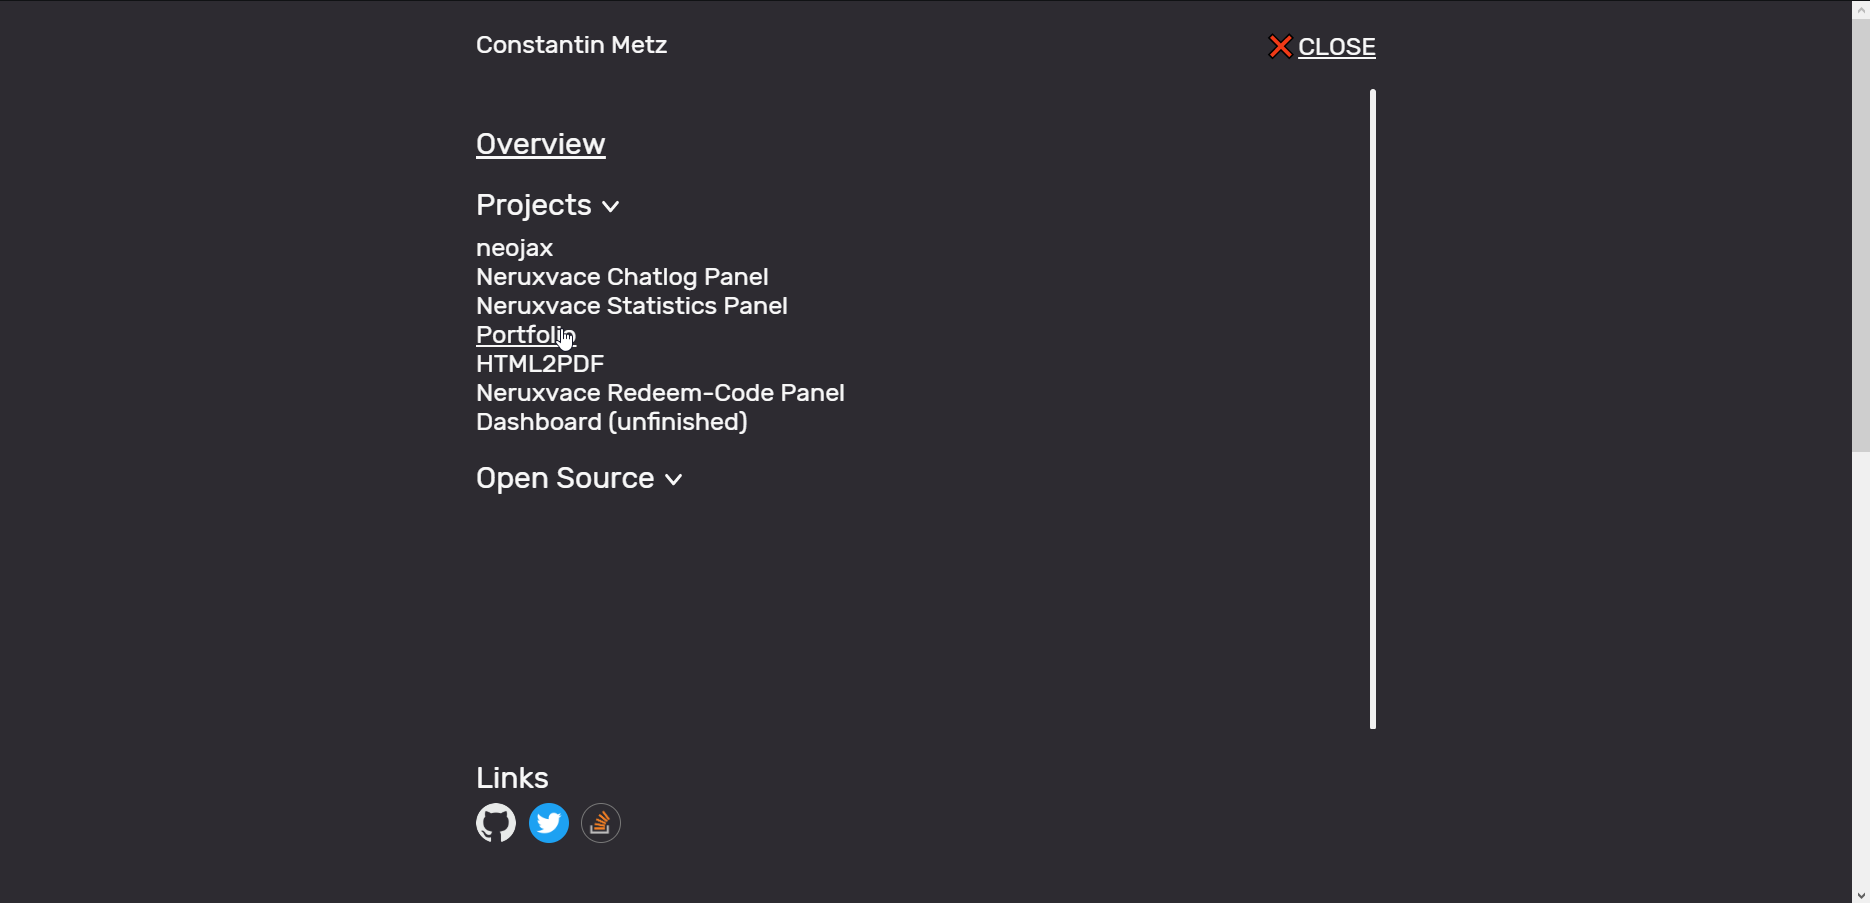 Constantin Metz
CLOSE
Overview
Projects
neojax
Neruxvace Chatlog Panel
Neruxvace Statistics Panel
Portfolio
HTML2PDF
Neruxvace Redeem-Code Panel
Dashboard (unfinished)
Open Source
Links